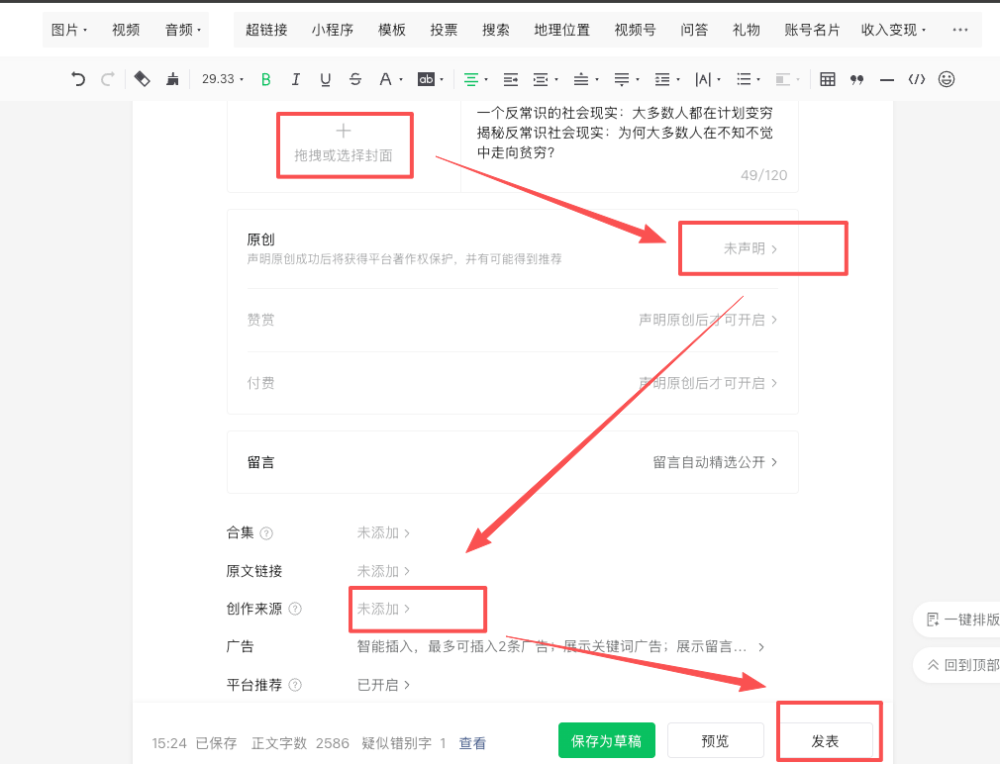 图片 视频 音频 超链接 小程序 模板 投票 搜索 地理位置 视频号 问答 礼物 账号名片 收入变现 ···
29.33 B I U S A ab |A|
一个反常识的社会现实：大多数人都在计划变穷
揭秘反常识社会现实：为何大多数人在不知不觉
中走向贫穷？
拖拽或选择封面
49/120
原创
声明原创成功后将获得平台著作权保护，并有可能得到推荐
未声明
赞赏 声明原创后才可开启
付费 声明原创后才可开启
留言 留言自动精选公开
合集 未添加
原文链接 未添加
创作来源 未添加
一键排版
广告 智能插入，最多可插入2条广告；展示关键词广告；展示留言...
回到顶部
平台推荐 已开启
15:24 已保存 正文字数 2586 疑似错别字 1 查看 保存为草稿 预览 发表